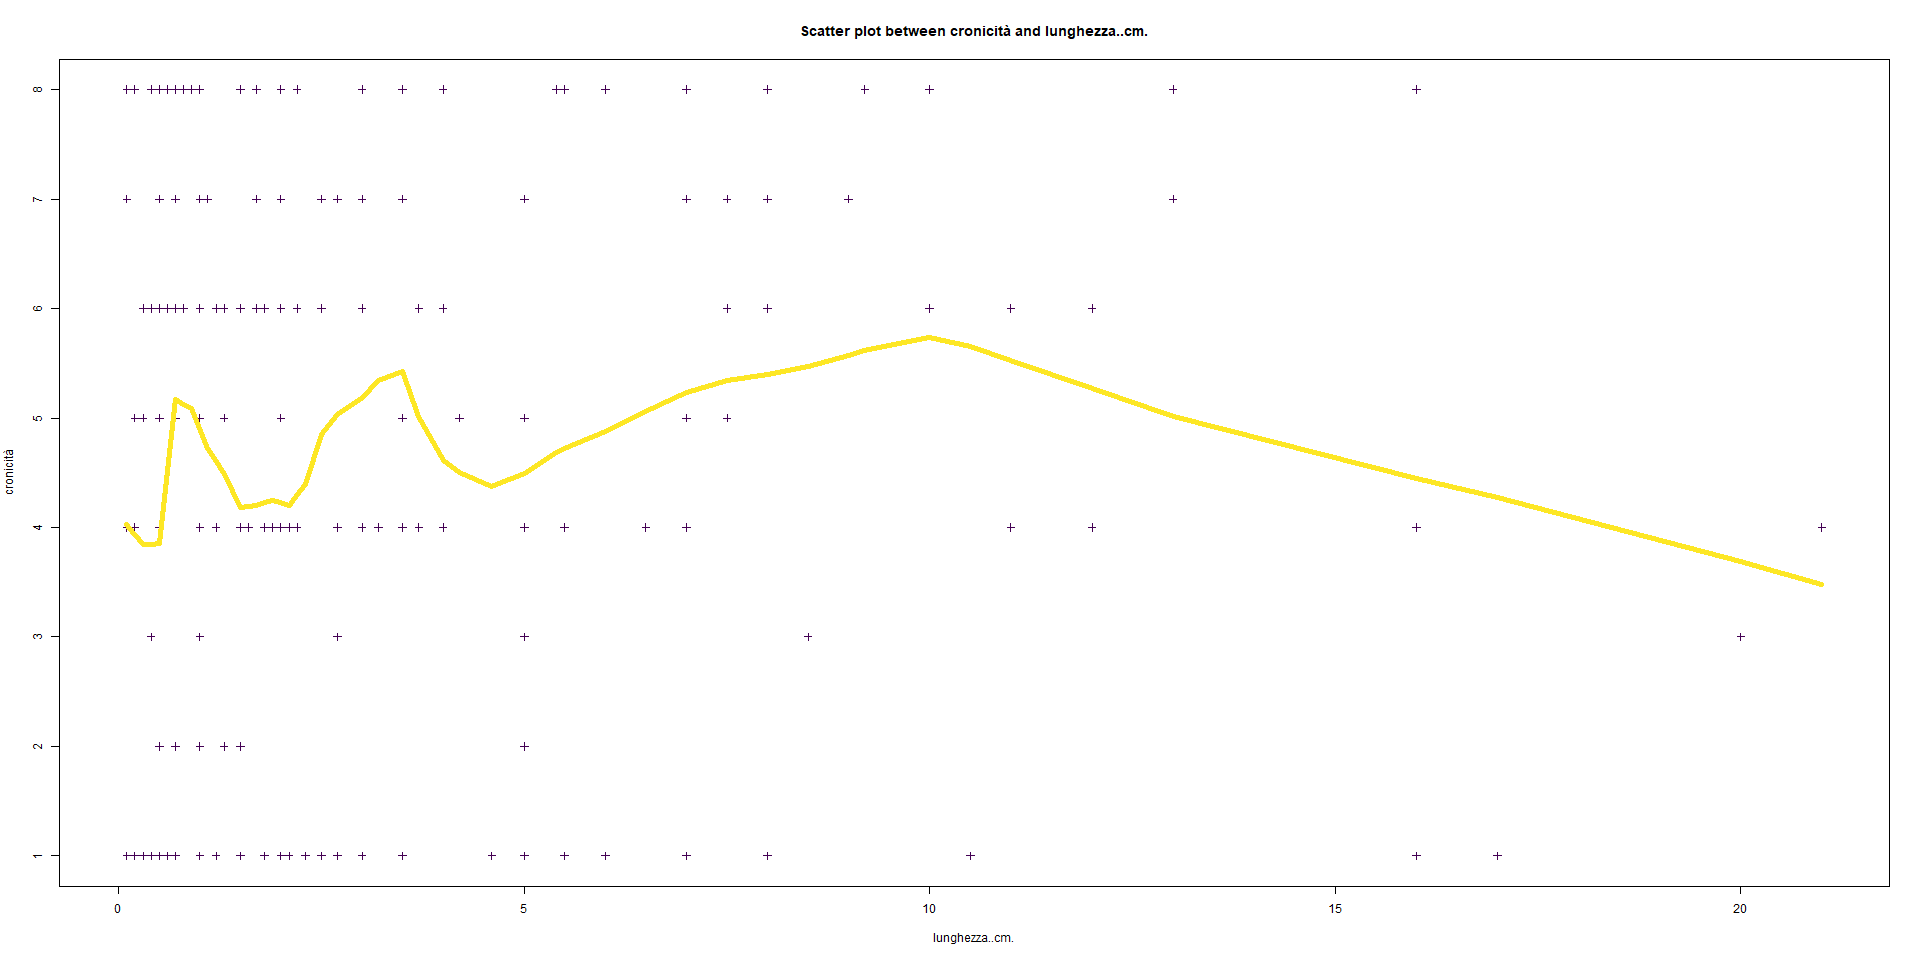 Scatter plot between cronicità and lunghezza..cm.
8
7
6
5
4
3
2
1
cronicità
0 5 10 15 20
lunghezza..cm.